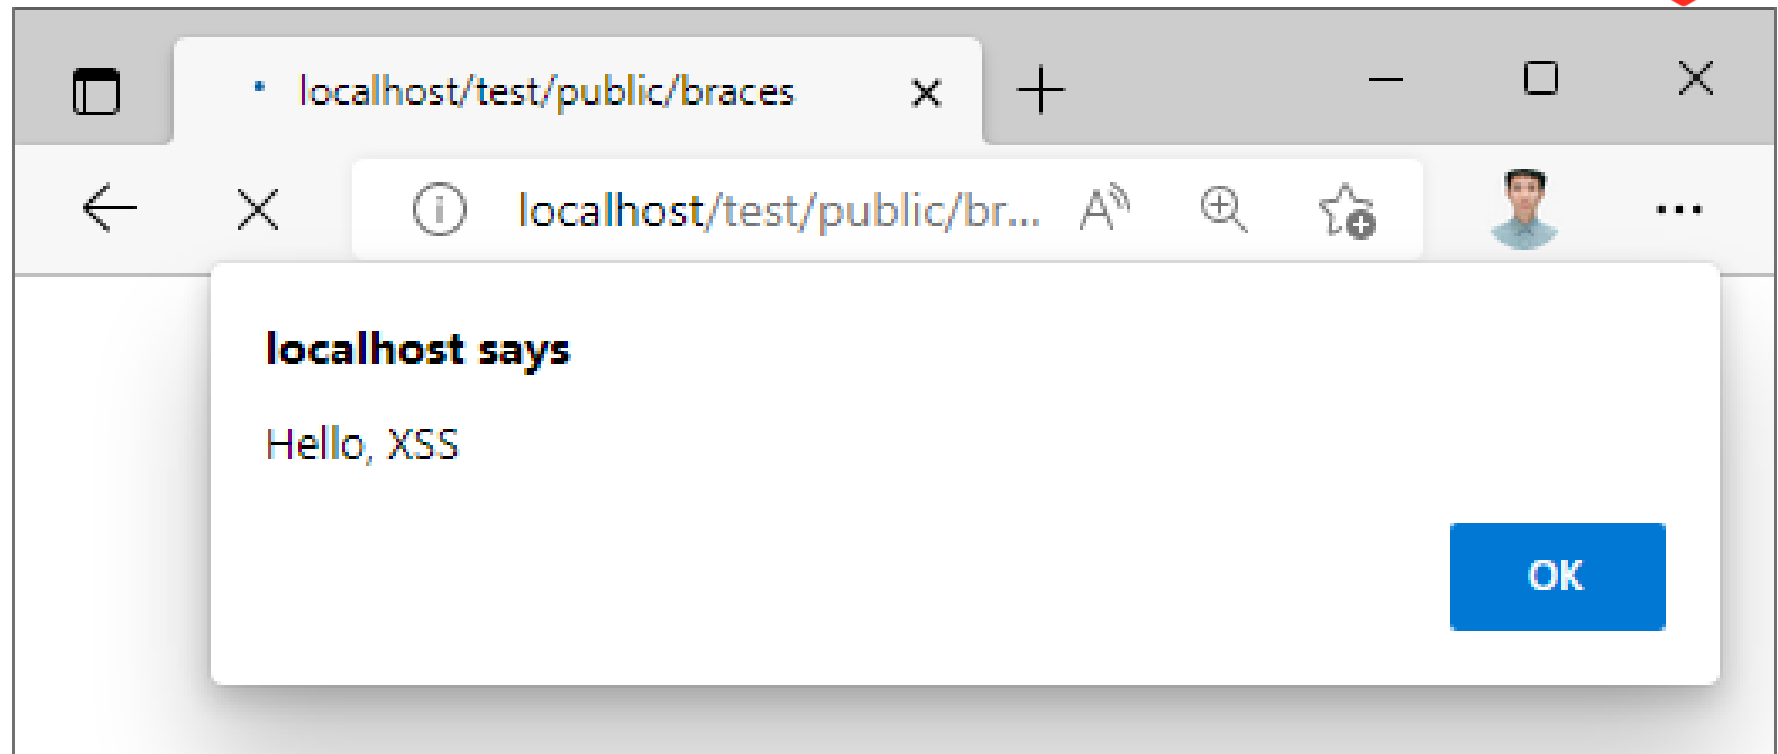 localhost/test/public/braces
localhost/test/public/br...
localhost says
Hello, XSS
OK